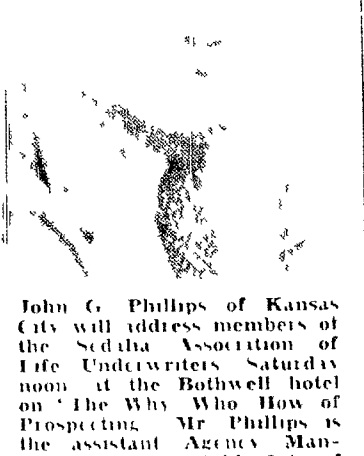 John G Phillips of Kansas
City will address members of
the Sedalia Association of
Life Underwriters Saturday
noon at the Bothwell hotel
on 'The Why Who How of
Prospecting Mr Phillips is
the assistant Agency Man-